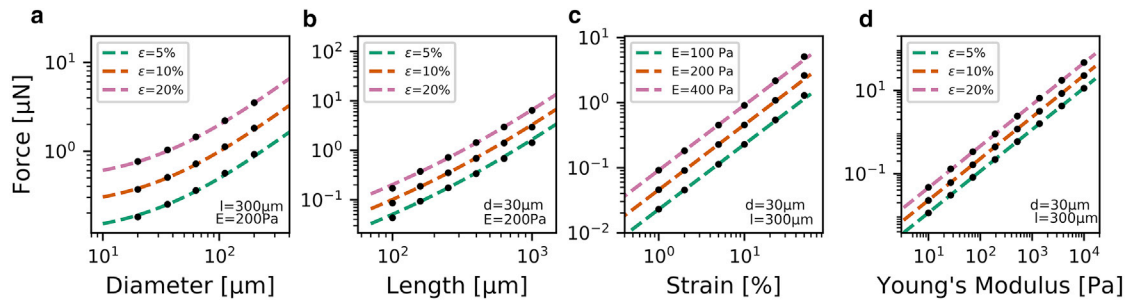 a
b
c
d
Force [µN]
10¹
10⁰
ε=5%
ε=10%
ε=20%
l=300µm
E=200Pa
10¹
10²
Diameter [µm]
10²
10¹
10⁰
10⁻¹
ε=5%
ε=10%
ε=20%
d=30µm
E=200Pa
10²
10³
Length [µm]
10¹
10⁰
10⁻¹
10⁻²
E=100 Pa
E=200 Pa
E=400 Pa
d=30µm
l=300µm
10⁰
10¹
Strain [%]
10¹
10⁻¹
ε=5%
ε=10%
ε=20%
d=30µm
l=300µm
10¹
10²
10³
10⁴
Young's Modulus [Pa]